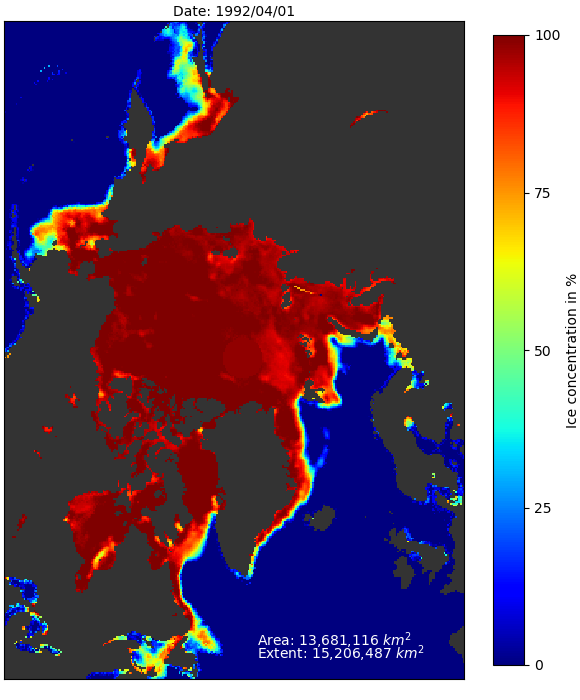 Date: 1992/04/01
100
75
50
25
0
Ice concentration in %
Area: 13,681,116 km²
Extent: 15,206,487 km²